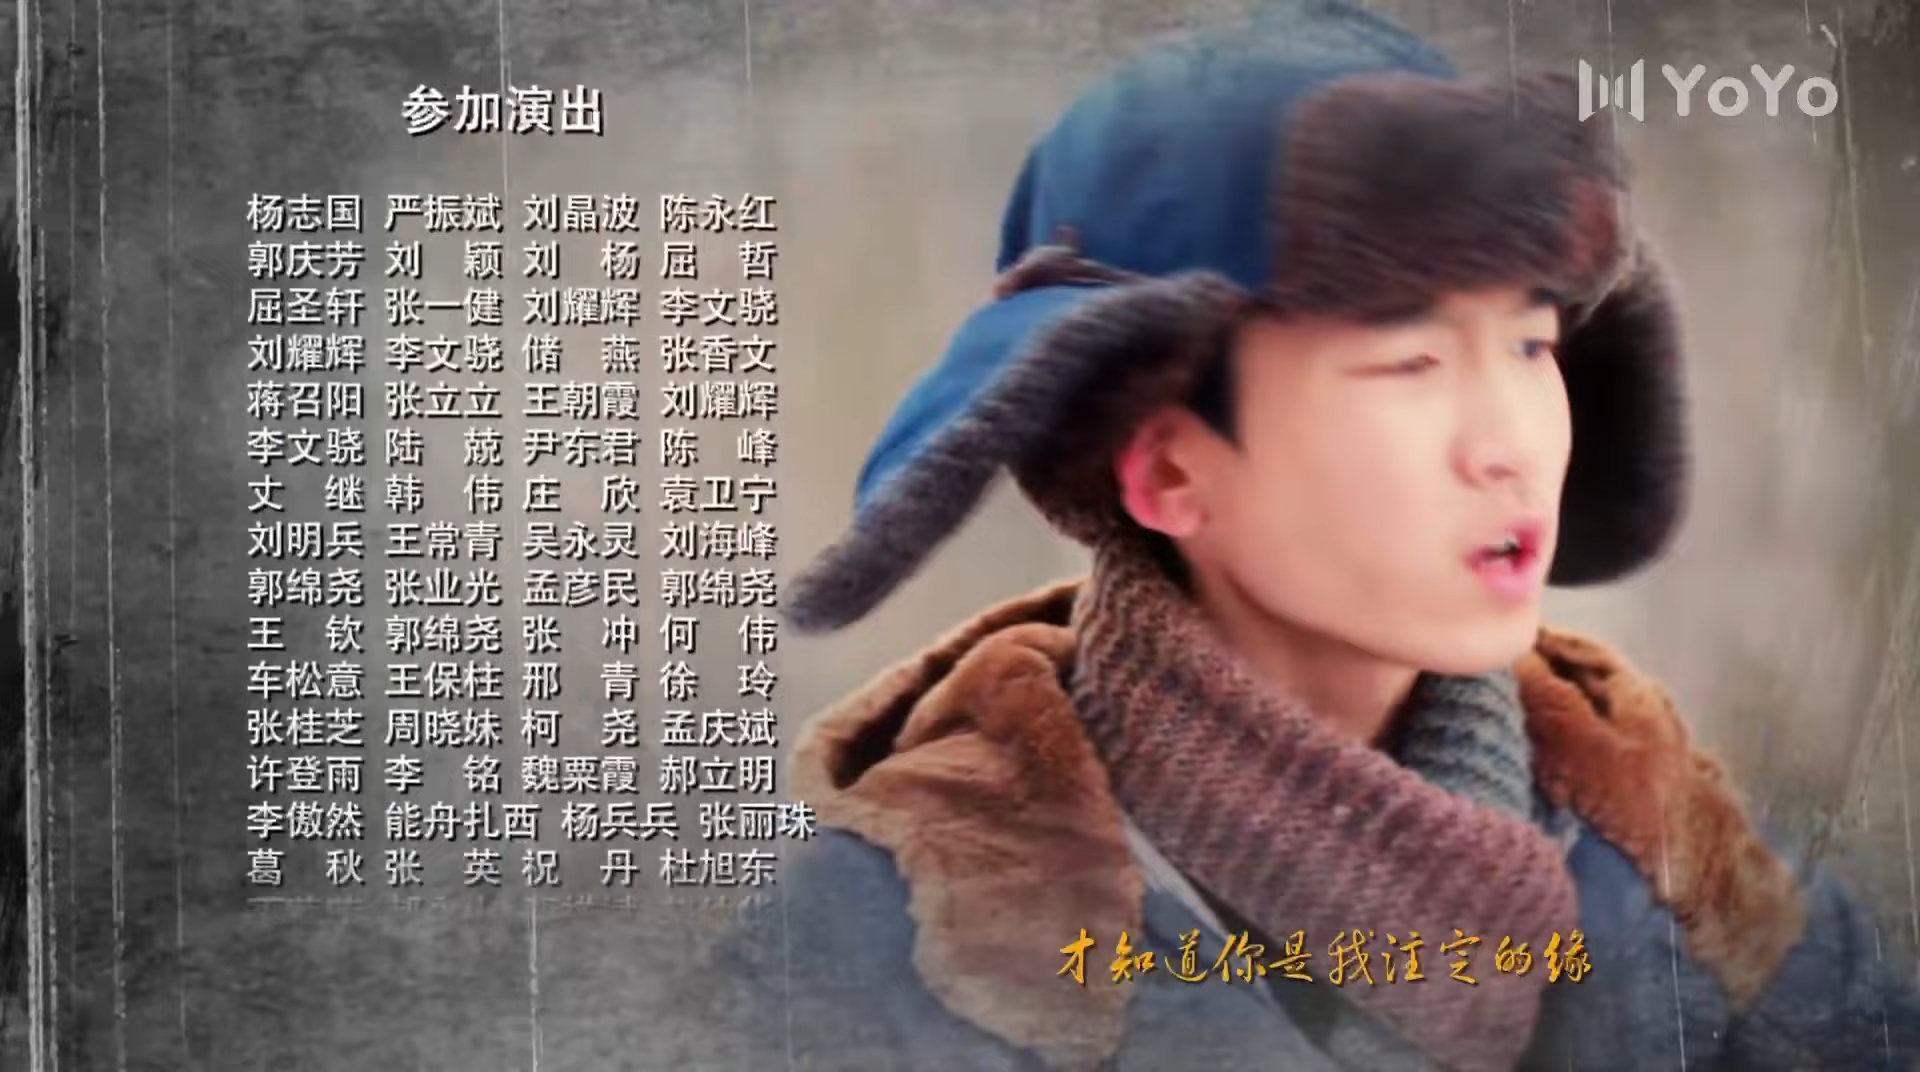 YoYo
参加演出
杨志国 严振斌 刘晶波 陈永红
郭庆芳 刘 颖 刘 杨 屈 哲
屈圣轩 张一健 刘耀辉 李文骁
刘耀辉 李文骁 储 燕 张香文
蒋召阳 张立立 王朝霞 刘耀辉
李文骁 陆 兢 尹东君 陈 峰
丈 继 韩 伟 庄 欣 袁卫宁
刘明兵 王常青 吴永灵 刘海峰
郭绵尧 张业光 孟彦民 郭绵尧
王 钦 郭绵尧 张 冲 何 伟
车松意 王保柱 邢 青 徐 玲
张桂芝 周晓妹 柯 尧 孟庆斌
许登雨 李 铭 魏粟霞 郝立明
李傲然 能舟扎西 杨兵兵 张丽珠
葛 秋 张 英 祝 丹 杜旭东
才知道你是我注定的缘